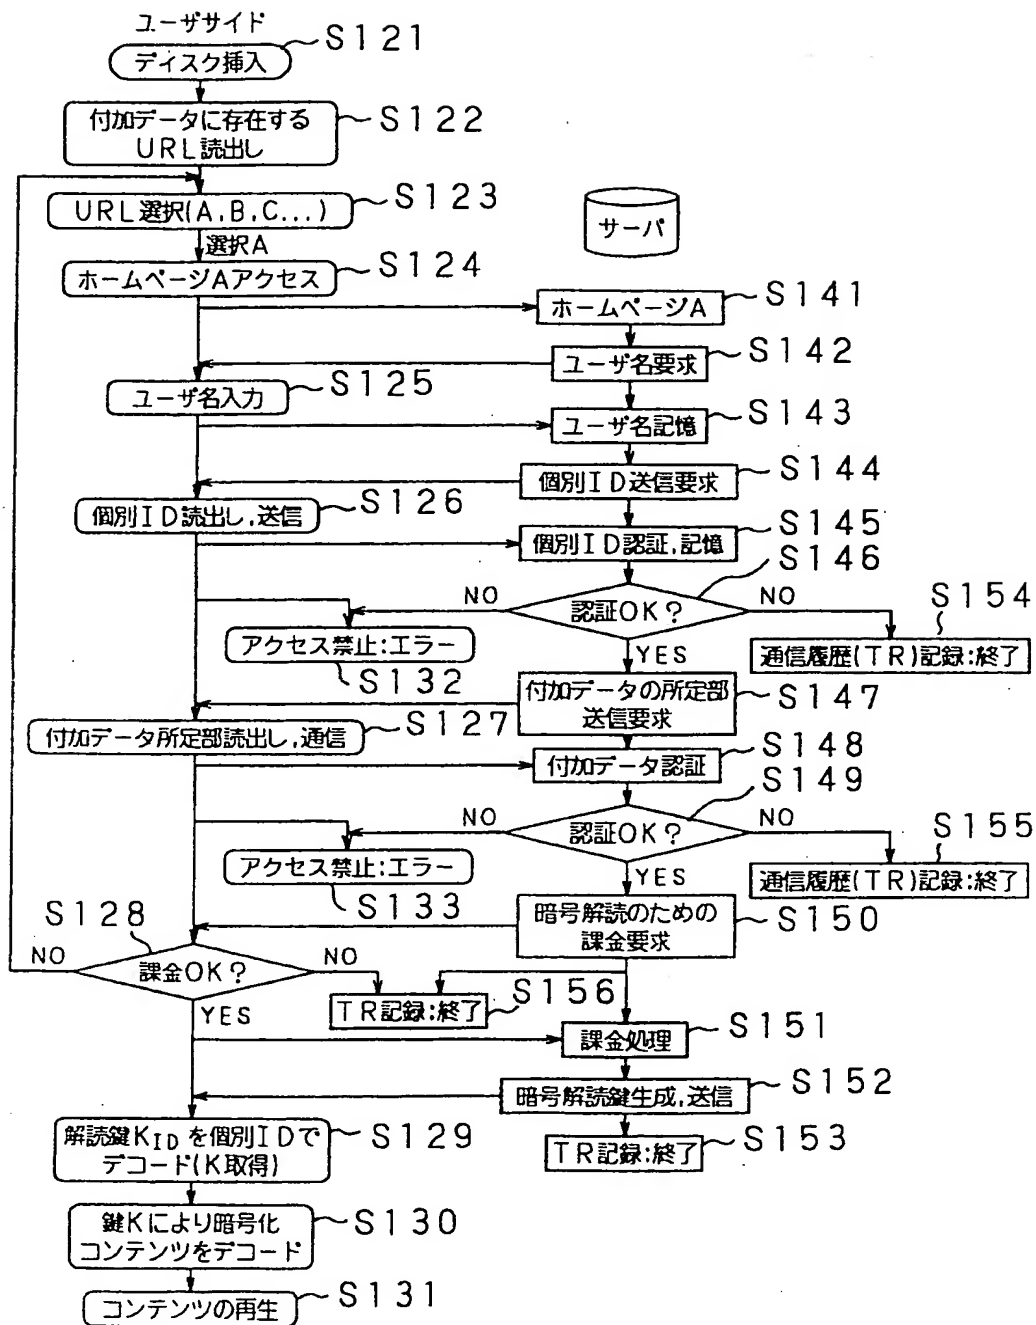 ユーザサイド
S121
ディスク挿入
付加データに存在する
URL読出し
S122
URL選択(A,B,C...)
S123
選択A
サーバ
ホームページAアクセス
S124
ホームページA
S141
ユーザ名要求
S142
ユーザ名入力
S125
ユーザ名記憶
S143
個別ID送信要求
S144
個別ID読出し,送信
S126
個別ID認証,記憶
S145
S146
NO
認証OK?
NO
S154
アクセス禁止:エラー
YES
通信履歴(TR)記録:終了
S132
付加データの所定部
送信要求
S147
付加データ所定部読出し,通信
S127
付加データ認証
S148
S149
NO
認証OK?
NO
S155
アクセス禁止:エラー
YES
通信履歴(TR)記録:終了
S133
暗号解読のための
課金要求
S150
S128
NO
課金OK?
NO
YES
TR記録:終了
S156
課金処理
S151
暗号解読鍵生成,送信
S152
解読鍵KIDを個別IDで
デコード(K取得)
S129
TR記録:終了
S153
鍵Kにより暗号化
コンテンツをデコード
S130
コンテンツの再生
S131